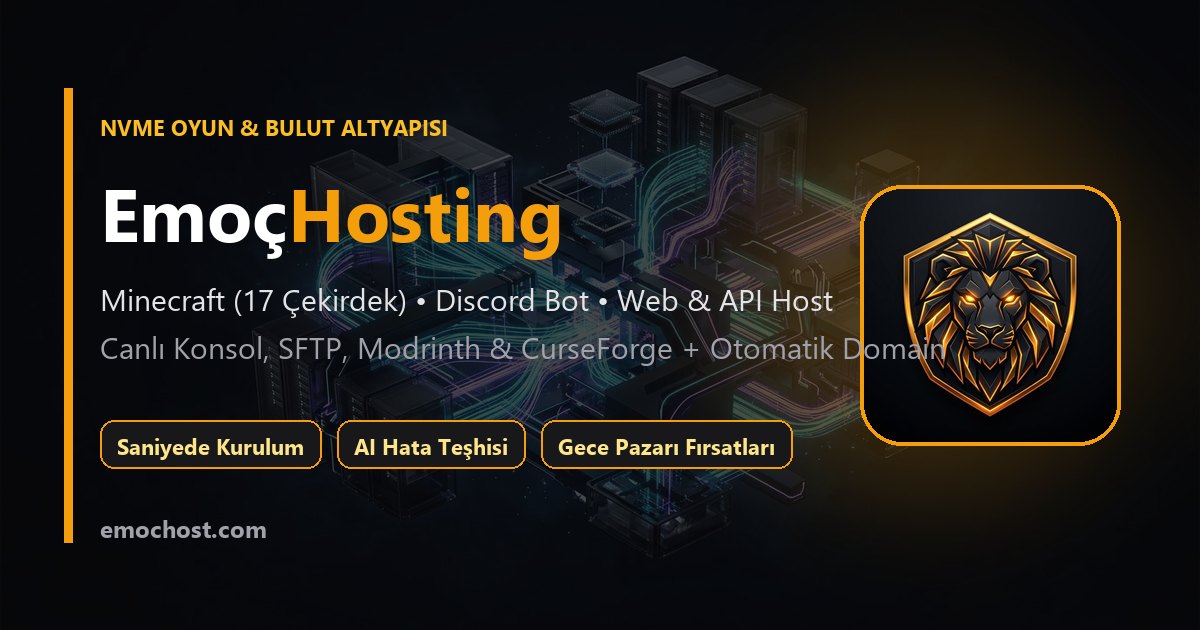 NVME OYUN & BULUT ALTYAPISI
EmoçHosting
Minecraft (17 Çekirdek) • Discord Bot • Web & API Host
Canlı Konsol, SFTP, Modrinth & CurseForge + Otomatik Domain
Saniyede Kurulum
AI Hata Teşhisi
Gece Pazarı Fırsatları
emochost.com